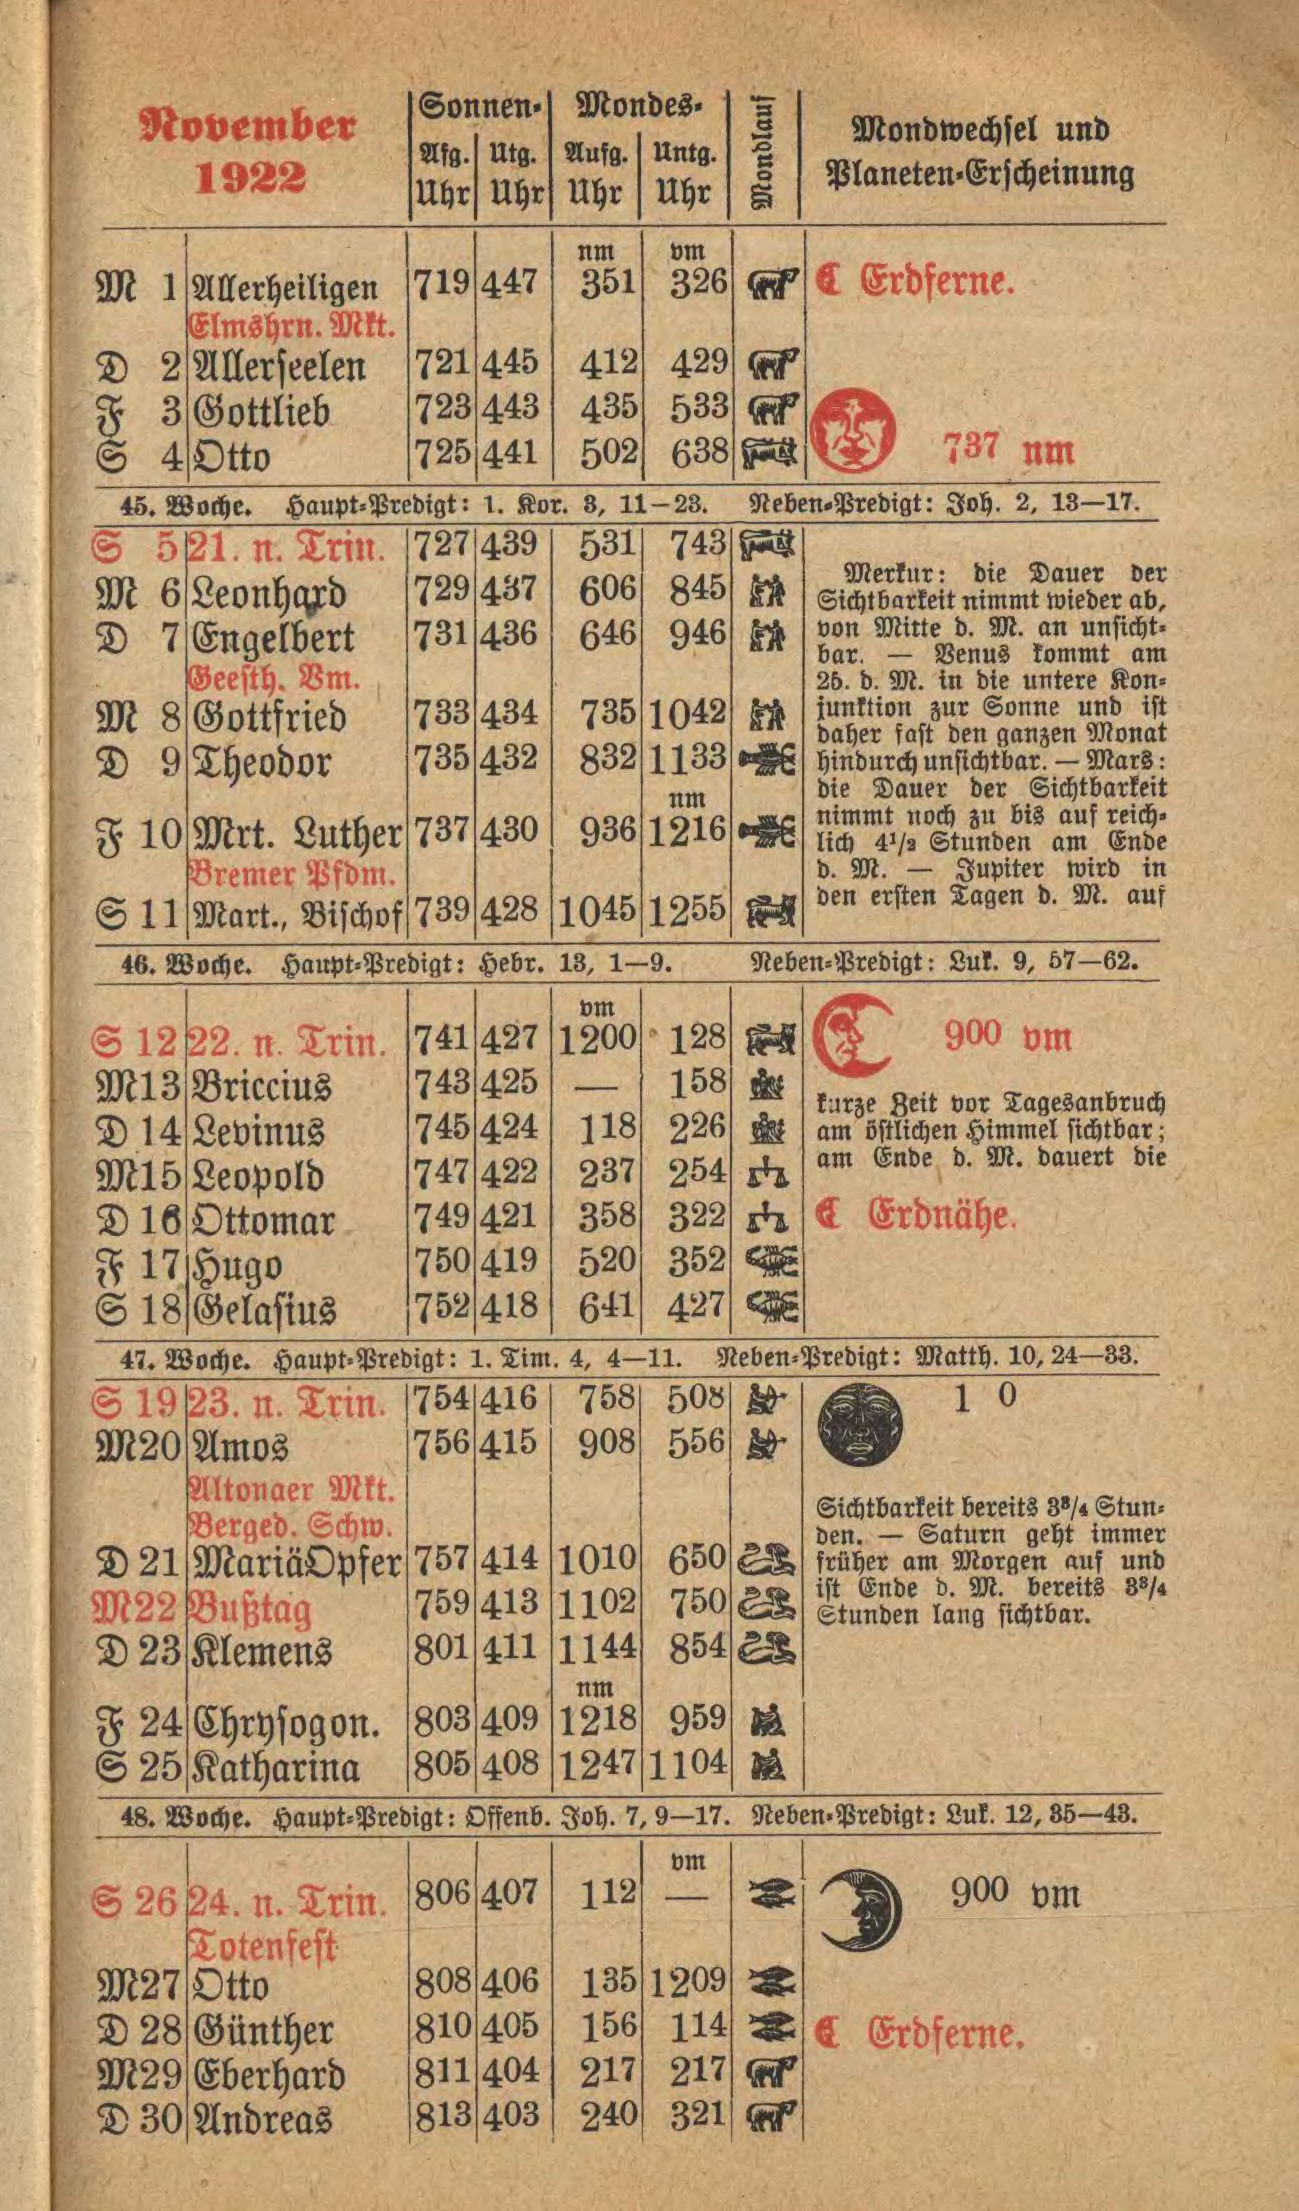 November
1922
Sonnen- Mondes- Mondlauf Mondwechsel und
Planeten-Erscheinung
Afg. Utg. Aufg. Untg.
Uhr Uhr Uhr Uhr
nm vm
M 1 Allerheiligen 719 447 351 326 Erdferne.
Elmshrn. Mkt.
D 2 Allerseelen 721 445 412 429
F 3 Gottlieb 723 443 435 533
S 4 Otto 725 441 502 638 737 nm
45. Woche. Haupt-Predigt: 1. Kor. 3, 11–23. Neben-Predigt: Joh. 2, 13–17.
S 5 21. n. Trin. 727 439 531 743
M 6 Leonhard 729 437 606 845
D 7 Engelbert 731 436 646 946
Geesth. Vm.
M 8 Gottfried 733 434 735 1042
D 9 Theodor 735 432 832 1133
nm
F 10 Mrt. Luther 737 430 936 1216
Bremer Pfdm.
S 11 Mart., Bischof 739 428 1045 1255
Merkur: die Dauer der
Sichtbarkeit nimmt wieder ab,
von Mitte d. M. an unsicht-
bar. — Venus kommt am
25. d. M. in die untere Kon-
junktion zur Sonne und ist
daher fast den ganzen Monat
hindurch unsichtbar. — Mars:
die Dauer der Sichtbarkeit
nimmt noch zu bis auf reich-
lich 4½ Stunden am Ende
d. M. — Jupiter wird in
den ersten Tagen d. M. auf
46. Woche. Haupt-Predigt: Hebr. 13, 1–9. Neben-Predigt: Luk. 9, 57–62.
vm
S 12 22. n. Trin. 741 427 1200 128 900 vm
M 13 Briccius 743 425 — 158
D 14 Levinus 745 424 118 226
M 15 Leopold 747 422 237 254
D 16 Ottomar 749 421 358 322 Erdnähe.
F 17 Hugo 750 419 520 352
S 18 Gelasius 752 418 641 427
kurze Zeit vor Tagesanbruch
am östlichen Himmel sichtbar;
am Ende d. M. dauert die
47. Woche. Haupt-Predigt: 1. Tim. 4, 4–11. Neben-Predigt: Matth. 10, 24–33.
S 19 23. n. Trin. 754 416 758 508 1 0
M 20 Amos 756 415 908 556
Altonaer Mkt.
Berged. Schw.
D 21 Mariä Opfer 757 414 1010 650
M 22 Bußtag 759 413 1102 750
D 23 Klemens 801 411 1144 854
nm
F 24 Chrysogon. 803 409 1218 959
S 25 Katharina 805 408 1247 1104
Sichtbarkeit bereits 3¾ Stun-
den. — Saturn geht immer
früher am Morgen auf und
ist Ende d. M. bereits 3¾
Stunden lang sichtbar.
48. Woche. Haupt-Predigt: Offenb. Joh. 7, 9–17. Neben-Predigt: Luk. 12, 35–43.
vm
S 26 24. n. Trin. 806 407 112 — 900 vm
Totenfest
M 27 Otto 808 406 135 1209
D 28 Günther 810 405 156 114 Erdferne.
M 29 Eberhard 811 404 217 217
D 30 Andreas 813 403 240 321